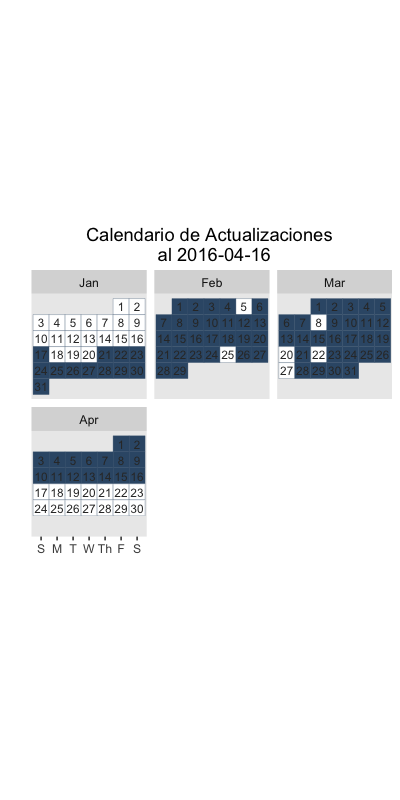 Calendario de Actualizaciones
al 2016-04-16
Jan Feb Mar
1 2 1 2 3 4 5 6 1 2 3 4 5
3 4 5 6 7 8 9 7 8 9 10 11 12 13 6 7 8 9 10 11 12
10 11 12 13 14 15 16 14 15 16 17 18 19 20 13 14 15 16 17 18 19
17 18 19 20 21 22 23 21 22 23 24 25 26 27 20 21 22 23 24 25 26
24 25 26 27 28 29 30 28 29 27 28 29 30 31
31
Apr
1 2
3 4 5 6 7 8 9
10 11 12 13 14 15 16
17 18 19 20 21 22 23
24 25 26 27 28 29 30
S M T W Th F S